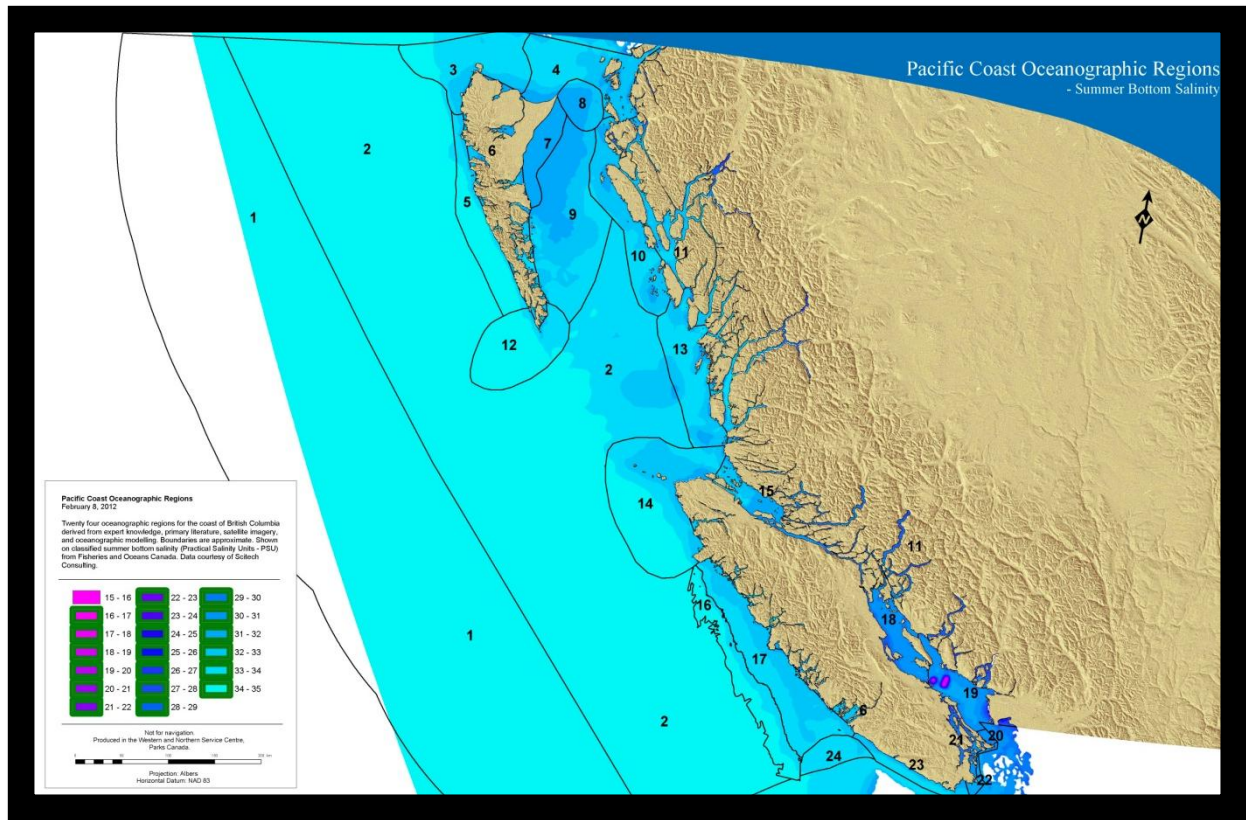 Pacific Coast Oceanographic Regions
- Summer Bottom Salinity
3
4
8
7
6
2
5
1
9
10
11
12
13
2
14
15
11
16
18
1
17
19
6
2
24
23
21
20
22
N
Pacific Coast Oceanographic Regions
February 8, 2012
Twenty four oceanographic regions for the coast of British Columbia
derived from expert knowledge, primary literature, satellite imagery,
and oceanographic modelling. Boundaries are approximate. Shown
on classified summer bottom salinity (Practical Salinity Units - PSU)
from Fisheries and Oceans Canada. Data courtesy of Scitech
Consulting.
15 - 16
16 - 17
17 - 18
18 - 19
19 - 20
20 - 21
21 - 22
22 - 23
23 - 24
24 - 25
25 - 26
26 - 27
27 - 28
28 - 29
29 - 30
30 - 31
31 - 32
32 - 33
33 - 34
34 - 35
Not for navigation.
Produced in the Western and Northern Service Centre,
Parks Canada.
Projection: Albers
Horizontal Datum: NAD 83